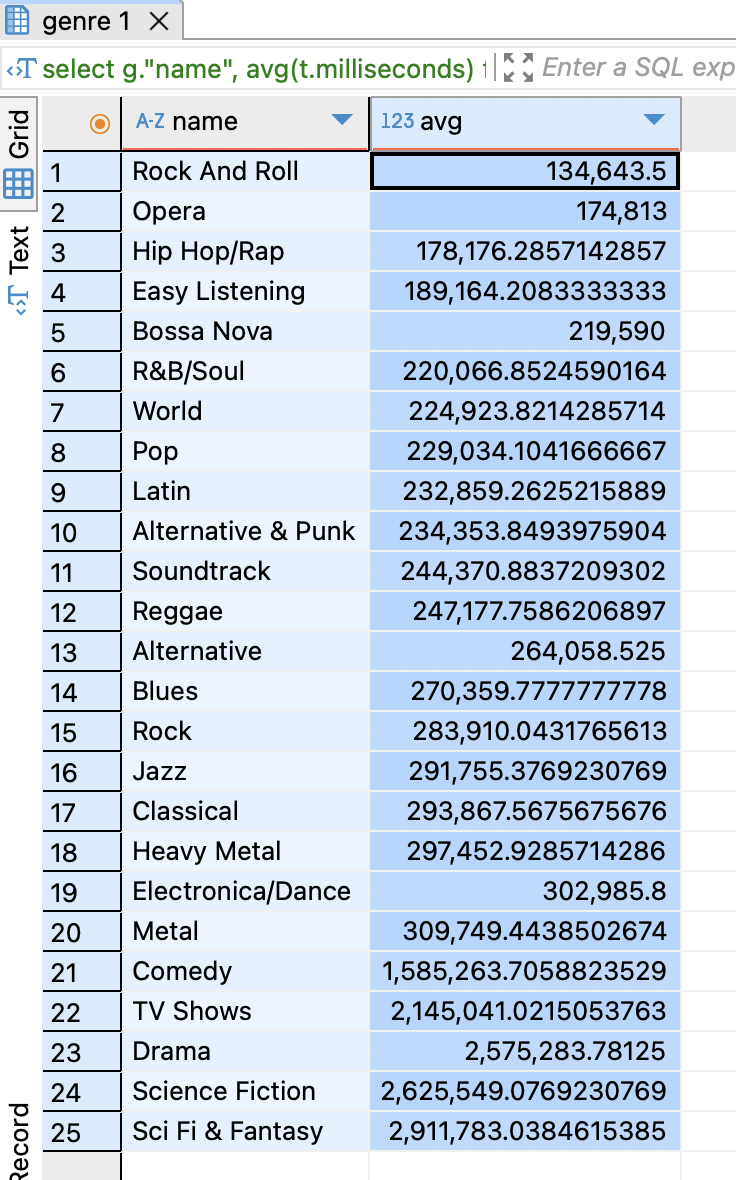 genre 1
select g."name", avg(t.milliseconds)
Enter a SQL exp
Grid
Text
Record
A-Z name 123 avg
1 Rock And Roll 134,643.5
2 Opera 174,813
3 Hip Hop/Rap 178,176.2857142857
4 Easy Listening 189,164.2083333333
5 Bossa Nova 219,590
6 R&B/Soul 220,066.8524590164
7 World 224,923.8214285714
8 Pop 229,034.1041666667
9 Latin 232,859.2625215889
10 Alternative & Punk 234,353.8493975904
11 Soundtrack 244,370.8837209302
12 Reggae 247,177.7586206897
13 Alternative 264,058.525
14 Blues 270,359.7777777778
15 Rock 283,910.0431765613
16 Jazz 291,755.3769230769
17 Classical 293,867.5675675676
18 Heavy Metal 297,452.9285714286
19 Electronica/Dance 302,985.8
20 Metal 309,749.4438502674
21 Comedy 1,585,263.7058823529
22 TV Shows 2,145,041.0215053763
23 Drama 2,575,283.78125
24 Science Fiction 2,625,549.0769230769
25 Sci Fi & Fantasy 2,911,783.0384615385